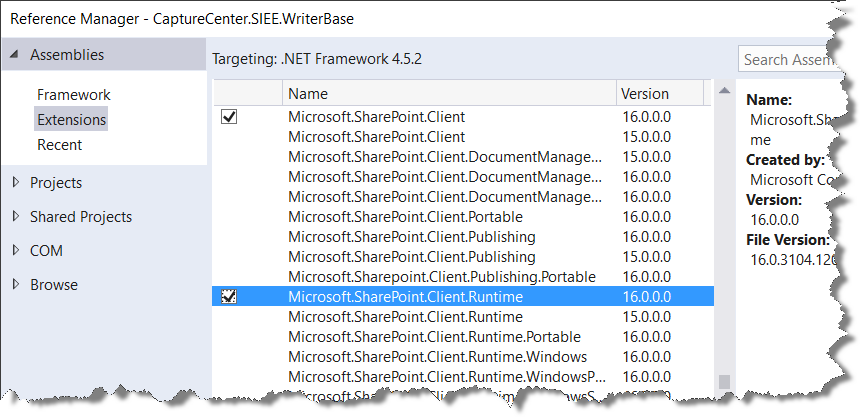 Reference Manager - CaptureCenter.SIEE.WriterBase
Assemblies
Framework
Extensions
Recent
Projects
Shared Projects
COM
Browse
Targeting: .NET Framework 4.5.2
Search Assem
Name Version
Microsoft.SharePoint.Client 16.0.0.0
Microsoft.SharePoint.Client 15.0.0.0
Microsoft.SharePoint.Client.DocumentManage... 16.0.0.0
Microsoft.SharePoint.Client.DocumentManage... 15.0.0.0
Microsoft.SharePoint.Client.DocumentManage... 16.0.0.0
Microsoft.SharePoint.Client.Portable 16.0.0.0
Microsoft.SharePoint.Client.Publishing 16.0.0.0
Microsoft.SharePoint.Client.Publishing 15.0.0.0
Microsoft.Sharepoint.Client.Publishing.Portable 16.0.0.0
Microsoft.SharePoint.Client.Runtime 16.0.0.0
Microsoft.SharePoint.Client.Runtime 15.0.0.0
Microsoft.SharePoint.Client.Runtime.Portable 16.0.0.0
Microsoft.SharePoint.Client.Runtime.Windows 16.0.0.0
Microsoft.SharePoint.Client.Runtime.WindowsP... 16.0.0.0
Name:
Microsoft.Sha
me
Created by:
Microsoft Co
Version:
16.0.0.0
File Version:
16.0.3104.120